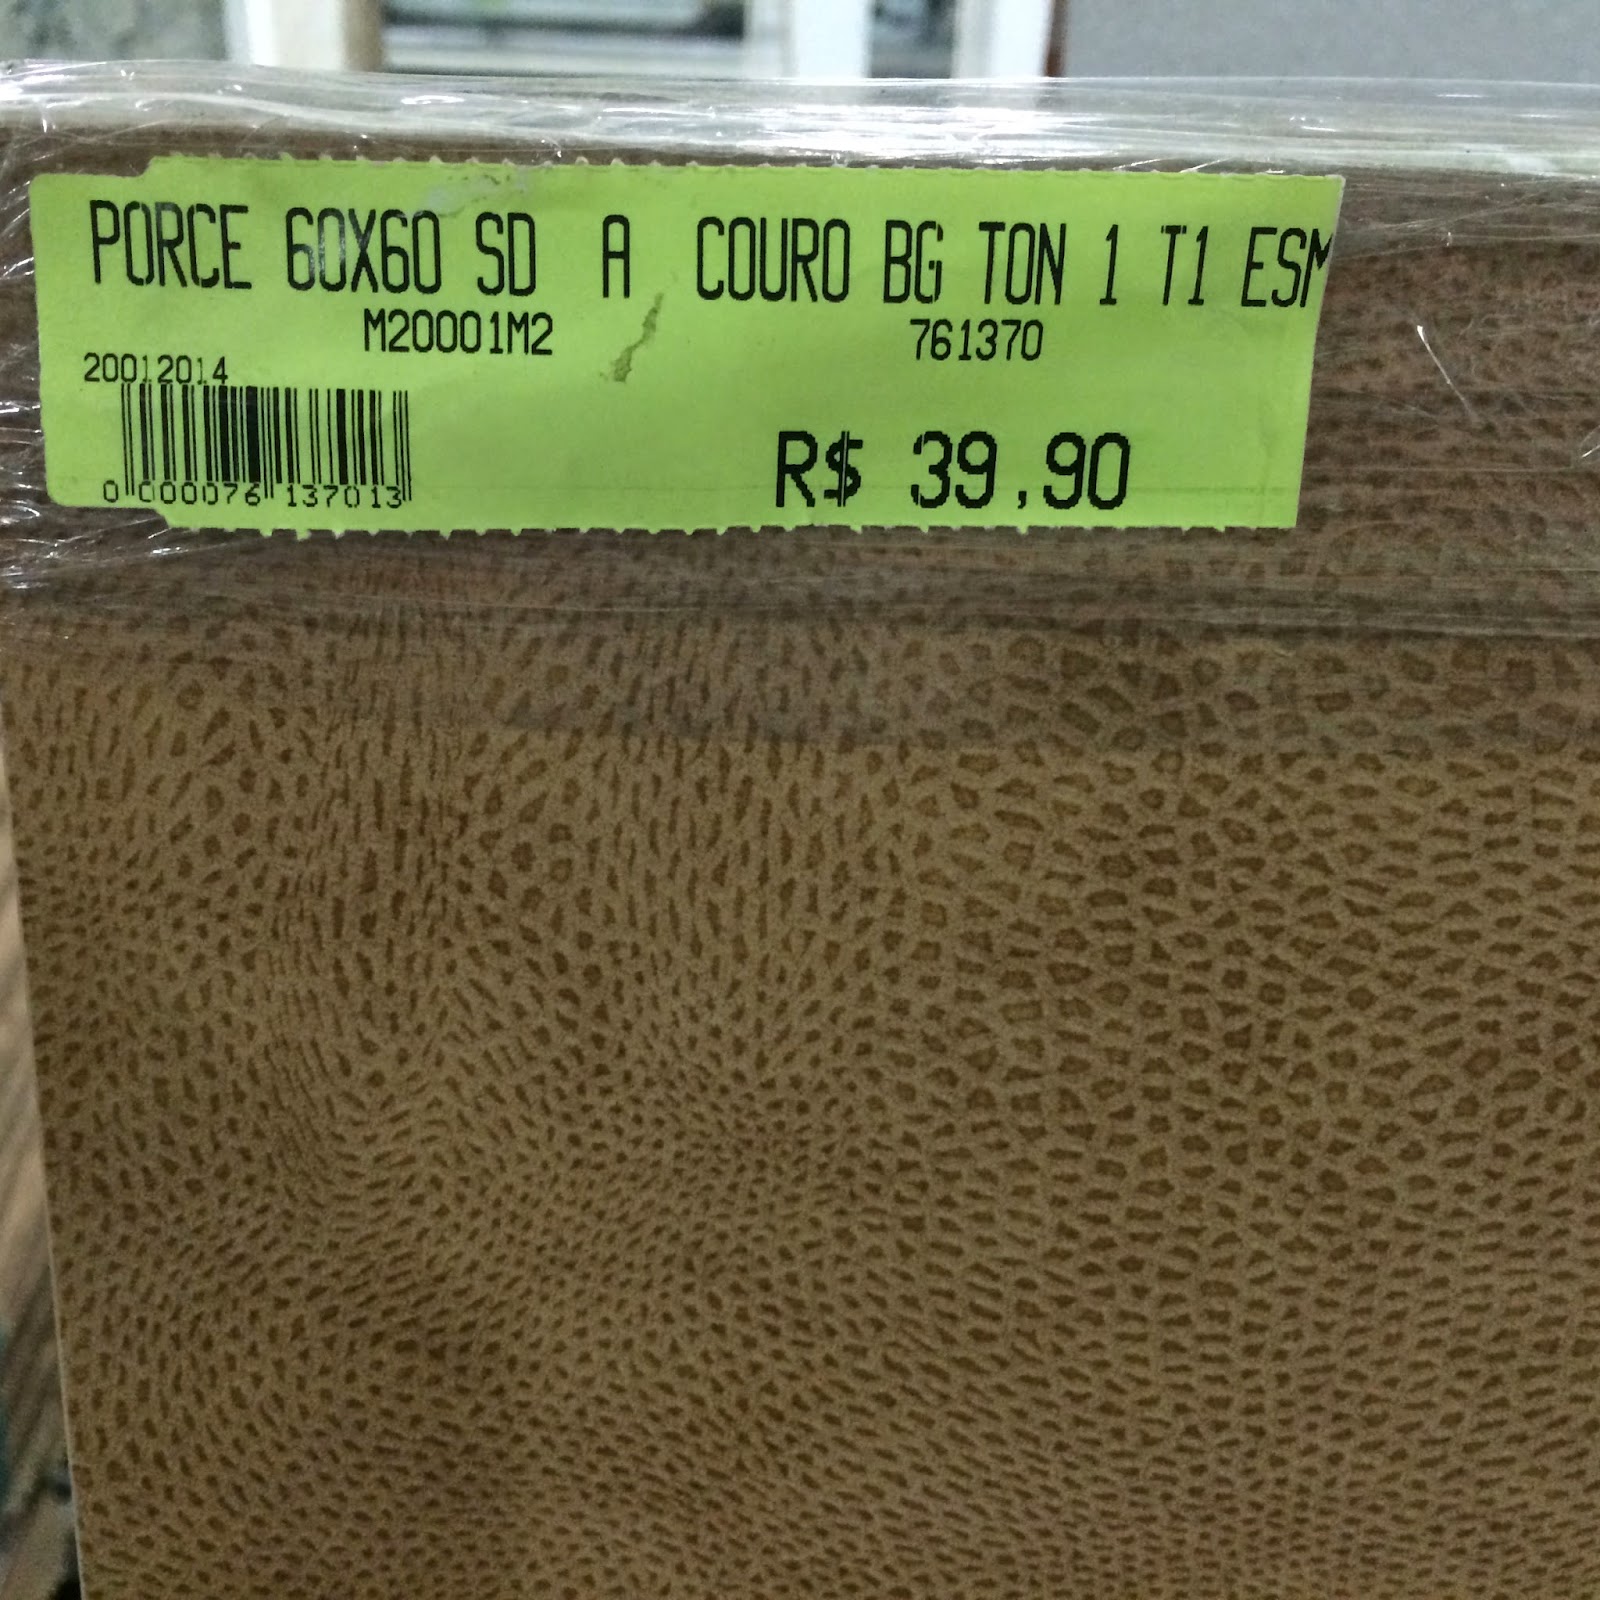 PORCE 60X60 SD A COURO BG TON 1 T1 ESM
M20001M2 761370
20012014
R$ 39,90
0 000076 137013